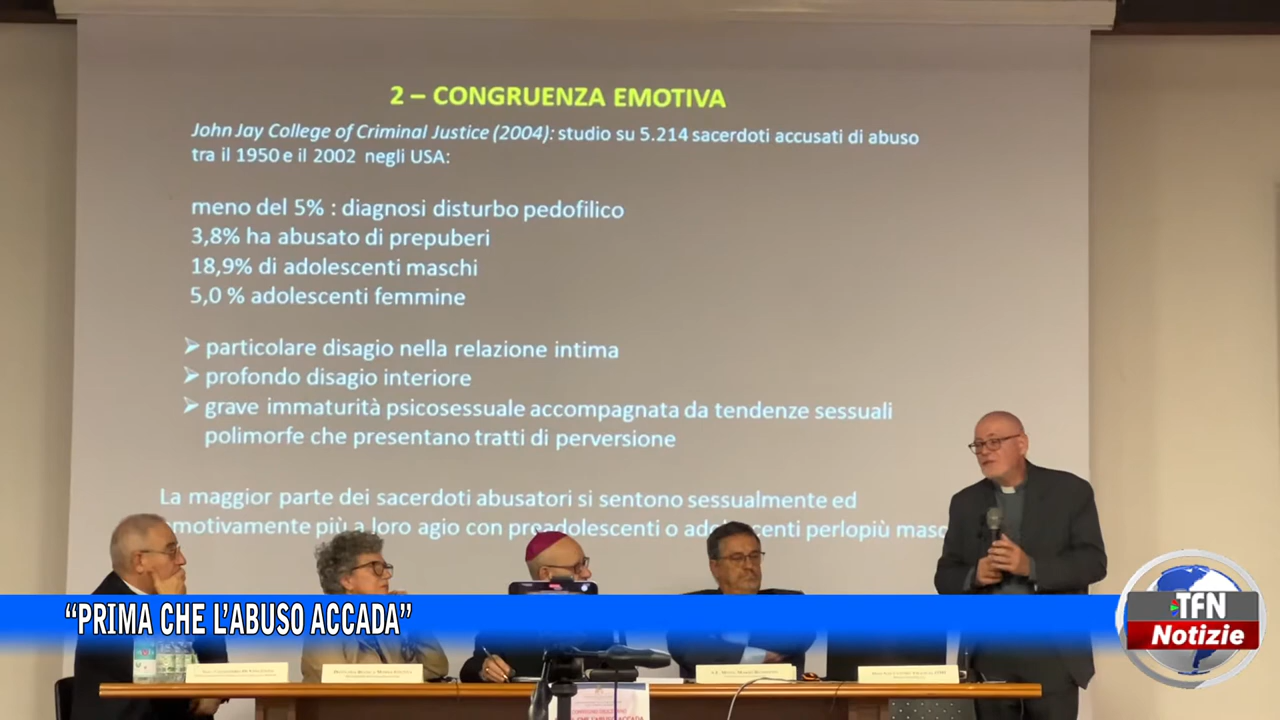 2 – CONGRUENZA EMOTIVA
John Jay College of Criminal Justice (2004): studio su 5.214 sacerdoti accusati di abuso
tra il 1950 e il 2002 negli USA:
meno del 5% : diagnosi disturbo pedofilico
3,8% ha abusato di prepuberi
18,9% di adolescenti maschi
5,0 % adolescenti femmine
➢ particolare disagio nella relazione intima
➢ profondo disagio interiore
➢ grave immaturità psicosessuale accompagnata da tendenze sessuali
polimorfe che presentano tratti di perversione
La maggior parte dei sacerdoti abusatori si sentono sessualmente ed
più a loro agio con preadolescenti o perlopiù
“PRIMA CHE L’ABUSO ACCADA”
TFN
Notizie
CHE L'ABUSO ACCADA